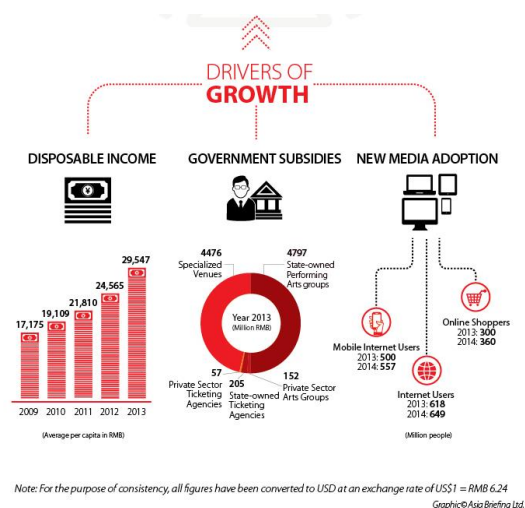 DRIVERS OF
GROWTH
DISPOSABLE INCOME
¥
29,547
24,565
21,810
19,109
17,175
2009 2010 2011 2012 2013
(Average per capita in RMB)
GOVERNMENT SUBSIDIES
4476
Specialized
Venues
4797
State-owned
Performing
Arts groups
Year 2013
(Million RMB)
57
Private Sector
Ticketing
Agencies
205
State-owned
Ticketing
Agencies
152
Private Sector
Arts Groups
NEW MEDIA ADOPTION
Mobile Internet Users
2013: 500
2014: 557
Internet Users
2013: 618
2014: 649
Online Shoppers
2013: 300
2014: 360
(Million people)
Note: For the purpose of consistency, all figures have been converted to USD at an exchange rate of US$1 = RMB 6.24
Graphic© Asia Briefing Ltd.